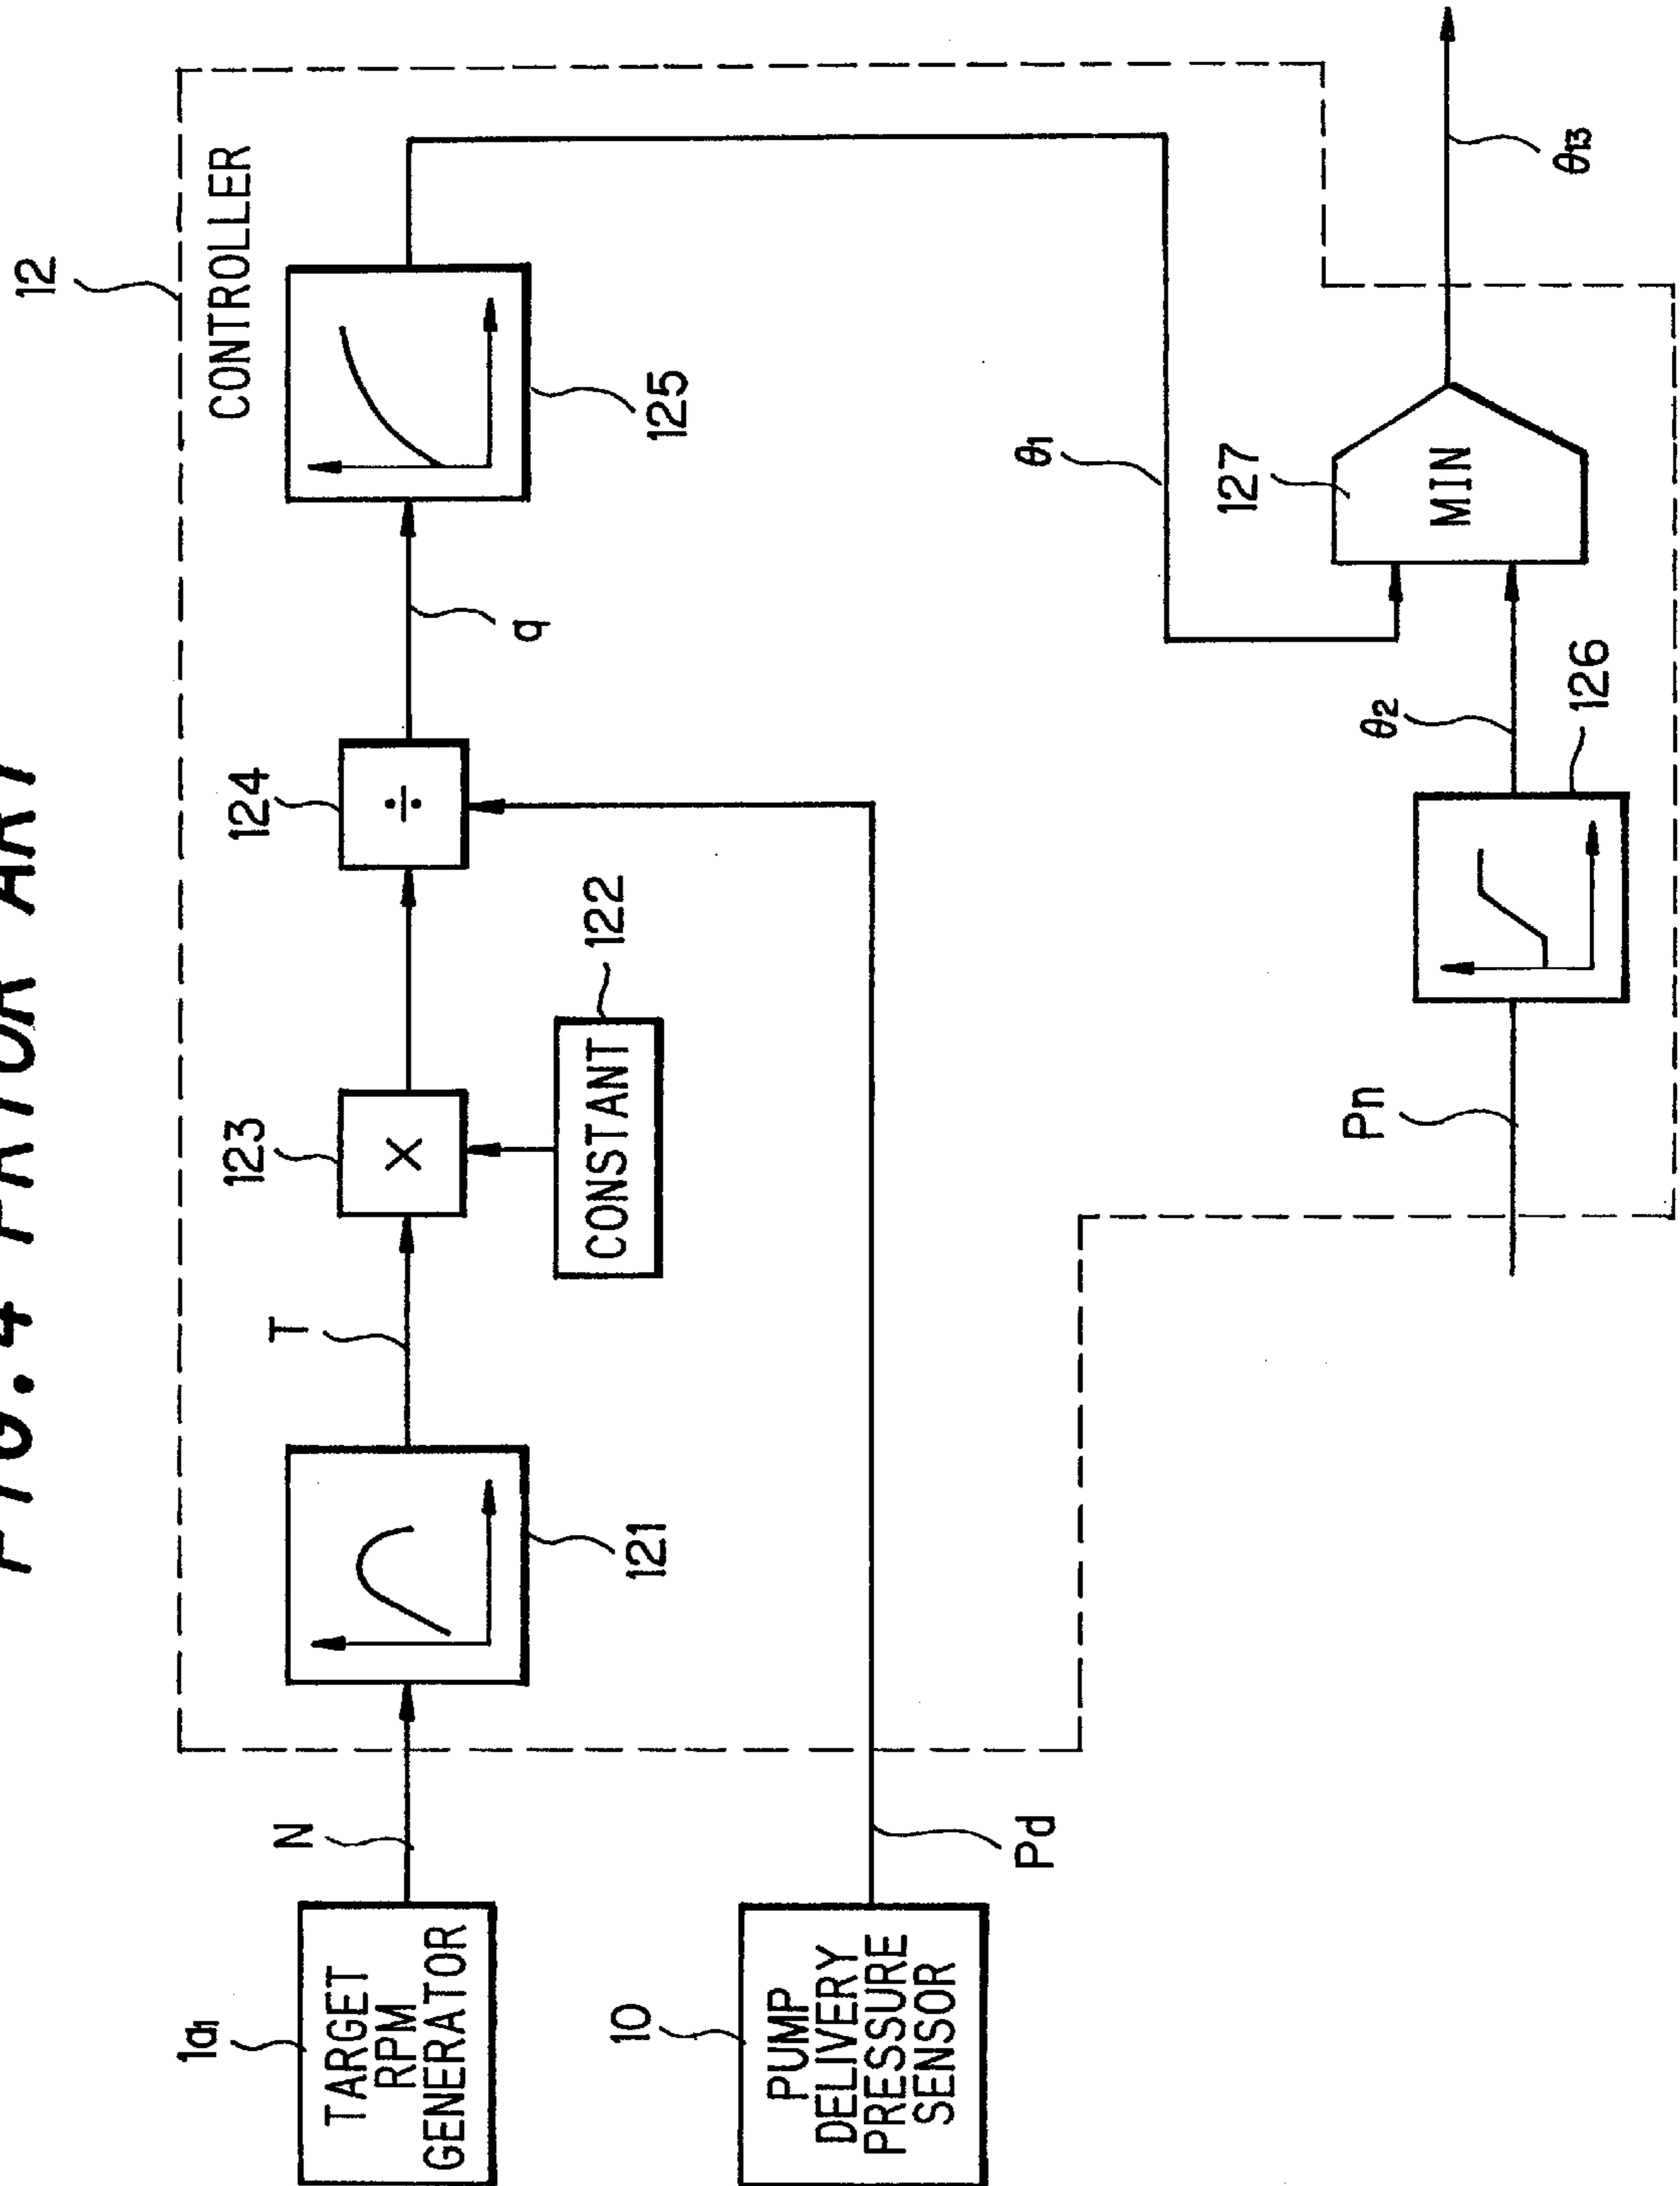 FIG. 4 PRIOR ART
12
CONTROLLER
1a1
TARGET
RPM
GENERATOR
N
121
T
123
×
122
CONSTANT
124
÷
q
125
10
PUMP
DELIVERY
PRESSURE
SENSOR
Pd
θ1
127
MIN
Pn
θ2
126
θ13